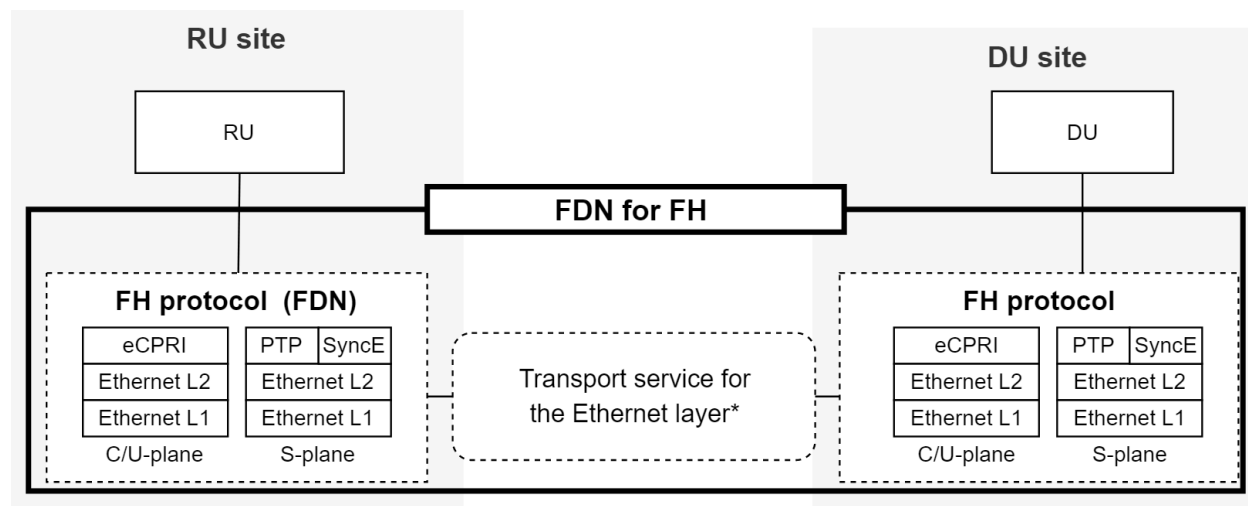 RU site
DU site
RU
DU
FDN for FH
FH protocol (FDN)
eCPRI
PTP
SyncE
Ethernet L2
Ethernet L2
Ethernet L1
Ethernet L1
C/U-plane
S-plane
Transport service for
the Ethernet layer*
FH protocol
eCPRI
PTP
SyncE
Ethernet L2
Ethernet L2
Ethernet L1
Ethernet L1
C/U-plane
S-plane